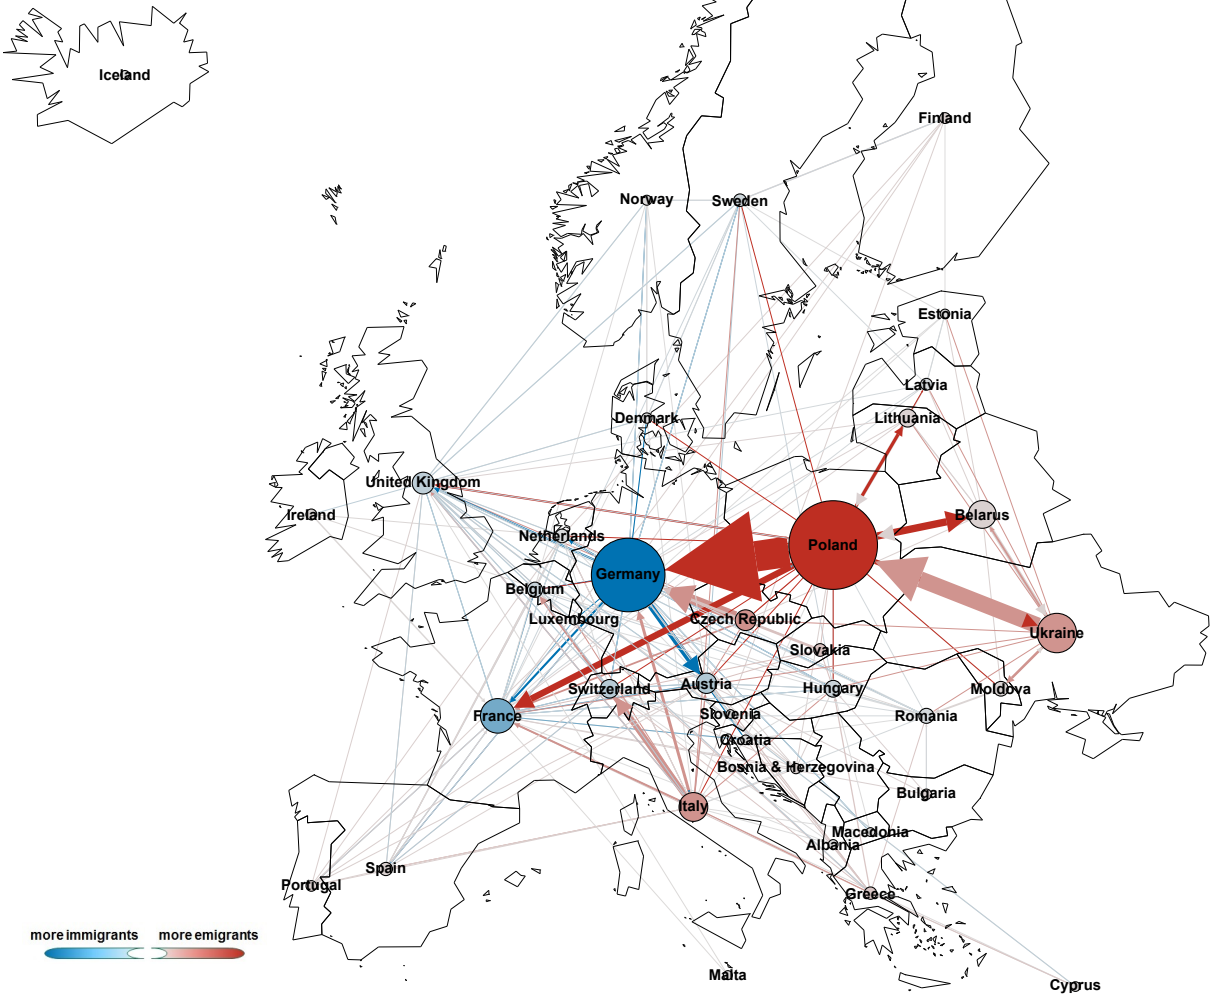 Iceland
Finland
Norway
Sweden
Estonia
Latvia
Denmark
Lithuania
United Kingdom
Ireland
Belarus
Netherlands
Poland
Germany
Belgium
Luxembourg
Czech Republic
Ukraine
Slovakia
Switzerland
Austria
Hungary
Moldova
France
Slovenia
Romania
Croatia
Bosnia & Herzegovina
Bulgaria
Italy
Macedonia
Albania
Spain
Portugal
Greece
more immigrants
more emigrants
Malta
Cyprus